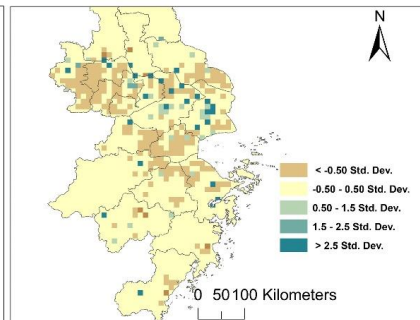 N
< -0.50 Std. Dev.
-0.50 - 0.50 Std. Dev.
0.50 - 1.5 Std. Dev.
1.5 - 2.5 Std. Dev.
> 2.5 Std. Dev.
0 50100 Kilometers